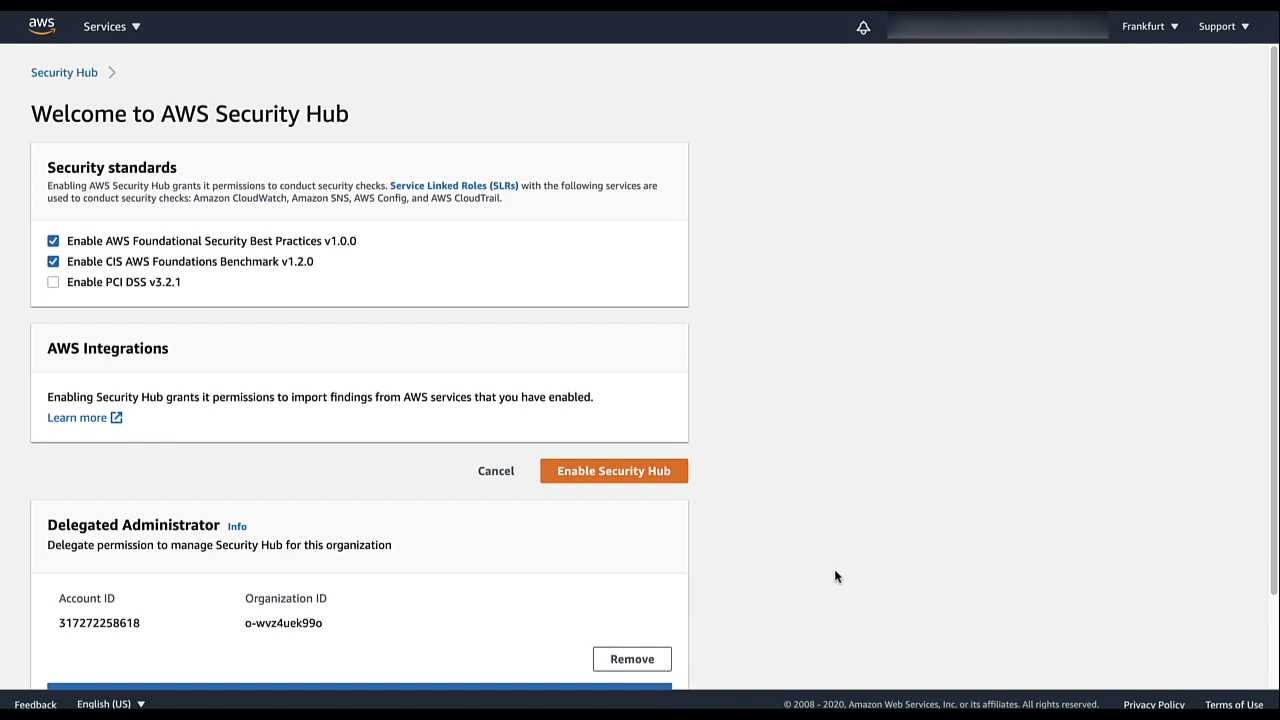 aws Services Frankfurt Support
Security Hub
Welcome to AWS Security Hub
Security standards
Enabling AWS Security Hub grants it permissions to conduct security checks. Service Linked Roles (SLRs) with the following services are
used to conduct security checks: Amazon CloudWatch, Amazon SNS, AWS Config, and AWS CloudTrail.
Enable AWS Foundational Security Best Practices v1.0.0
Enable CIS AWS Foundations Benchmark v1.2.0
Enable PCI DSS v3.2.1
AWS Integrations
Enabling Security Hub grants it permissions to import findings from AWS services that you have enabled.
Learn more
Cancel Enable Security Hub
Delegated Administrator Info
Delegate permission to manage Security Hub for this organization
Account ID Organization ID
317272258618 o-wvz4uek99o
Remove
Feedback English (US) © 2008 - 2020, Amazon Web Services, Inc. or its affiliates. All rights reserved. Privacy Policy Terms of Use